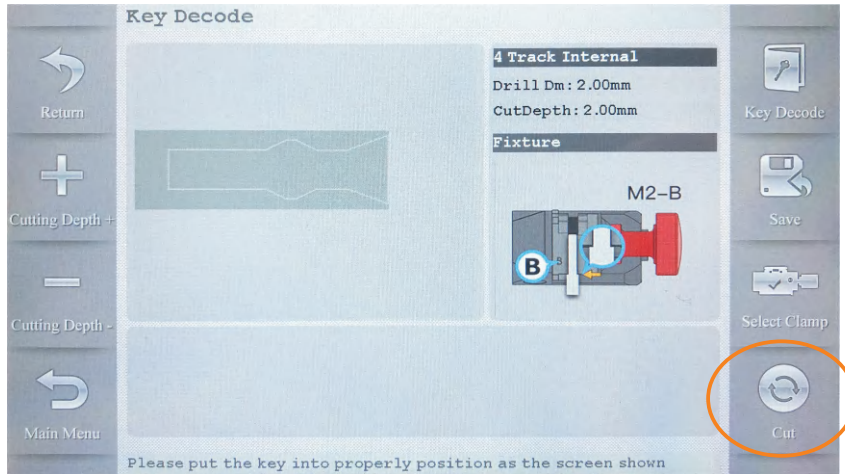 Key Decode
Return
Cutting Depth +
Cutting Depth -
Main Menu
4 Track Internal
Drill Dm: 2.00mm
CutDepth: 2.00mm
Fixture
M2-B
B
B
Key Decode
Save
Select Clamp
Cut
Please put the key into properly position as the screen shown